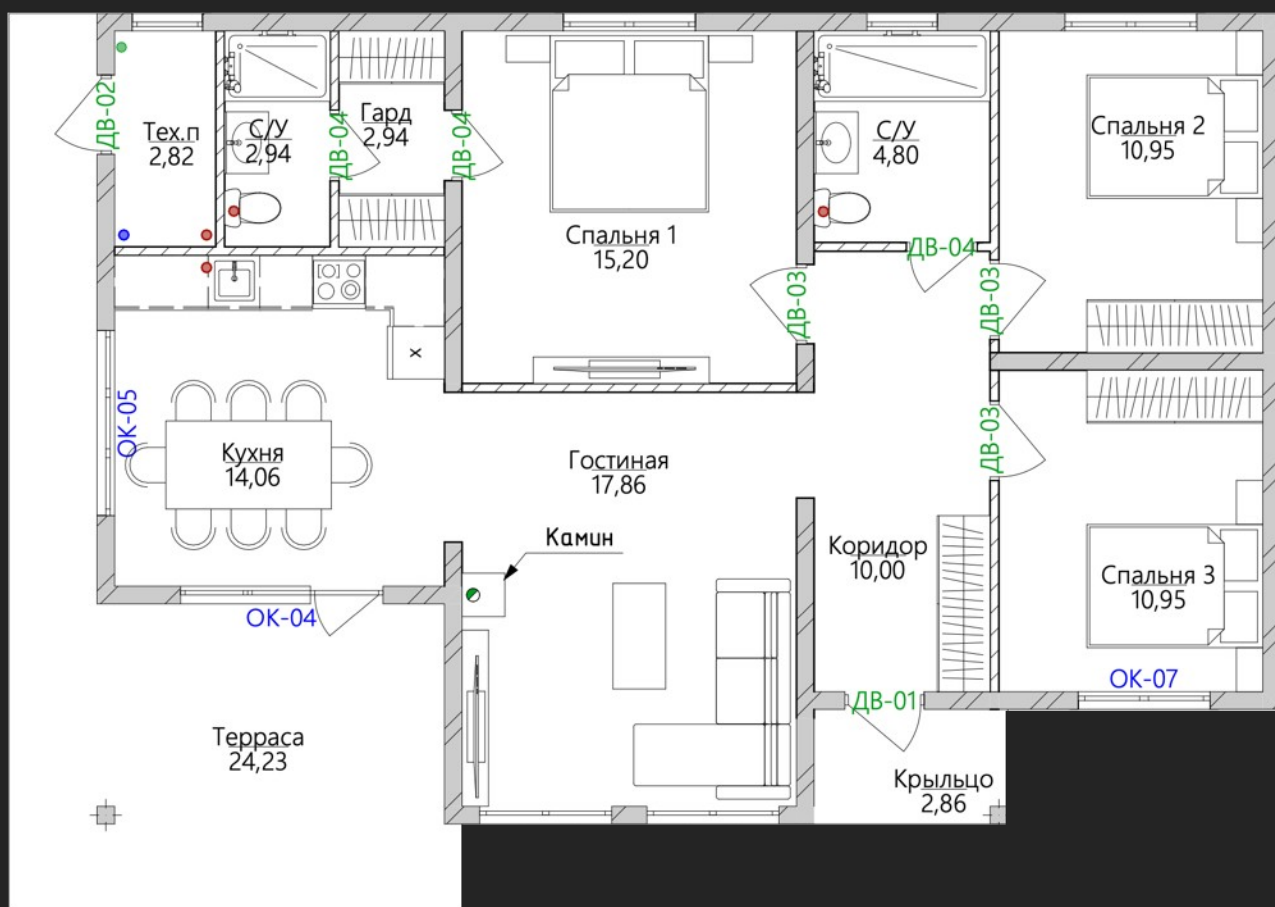 ДВ-02
Тех.п
2,82
С/У
2,94
ДВ-04
Гард
2,94
ДВ-04
Спальня 1
15,20
ДВ-03
С/У
4,80
ДВ-04
ДВ-03
Спальня 2
10,95
х
ОК-05
Кухня
14,06
Гостиная
17,86
ДВ-03
Камин
Коридор
10,00
Спальня 3
10,95
ОК-04
ОК-07
ДВ-01
Терраса
24,23
Крыльцо
2,86